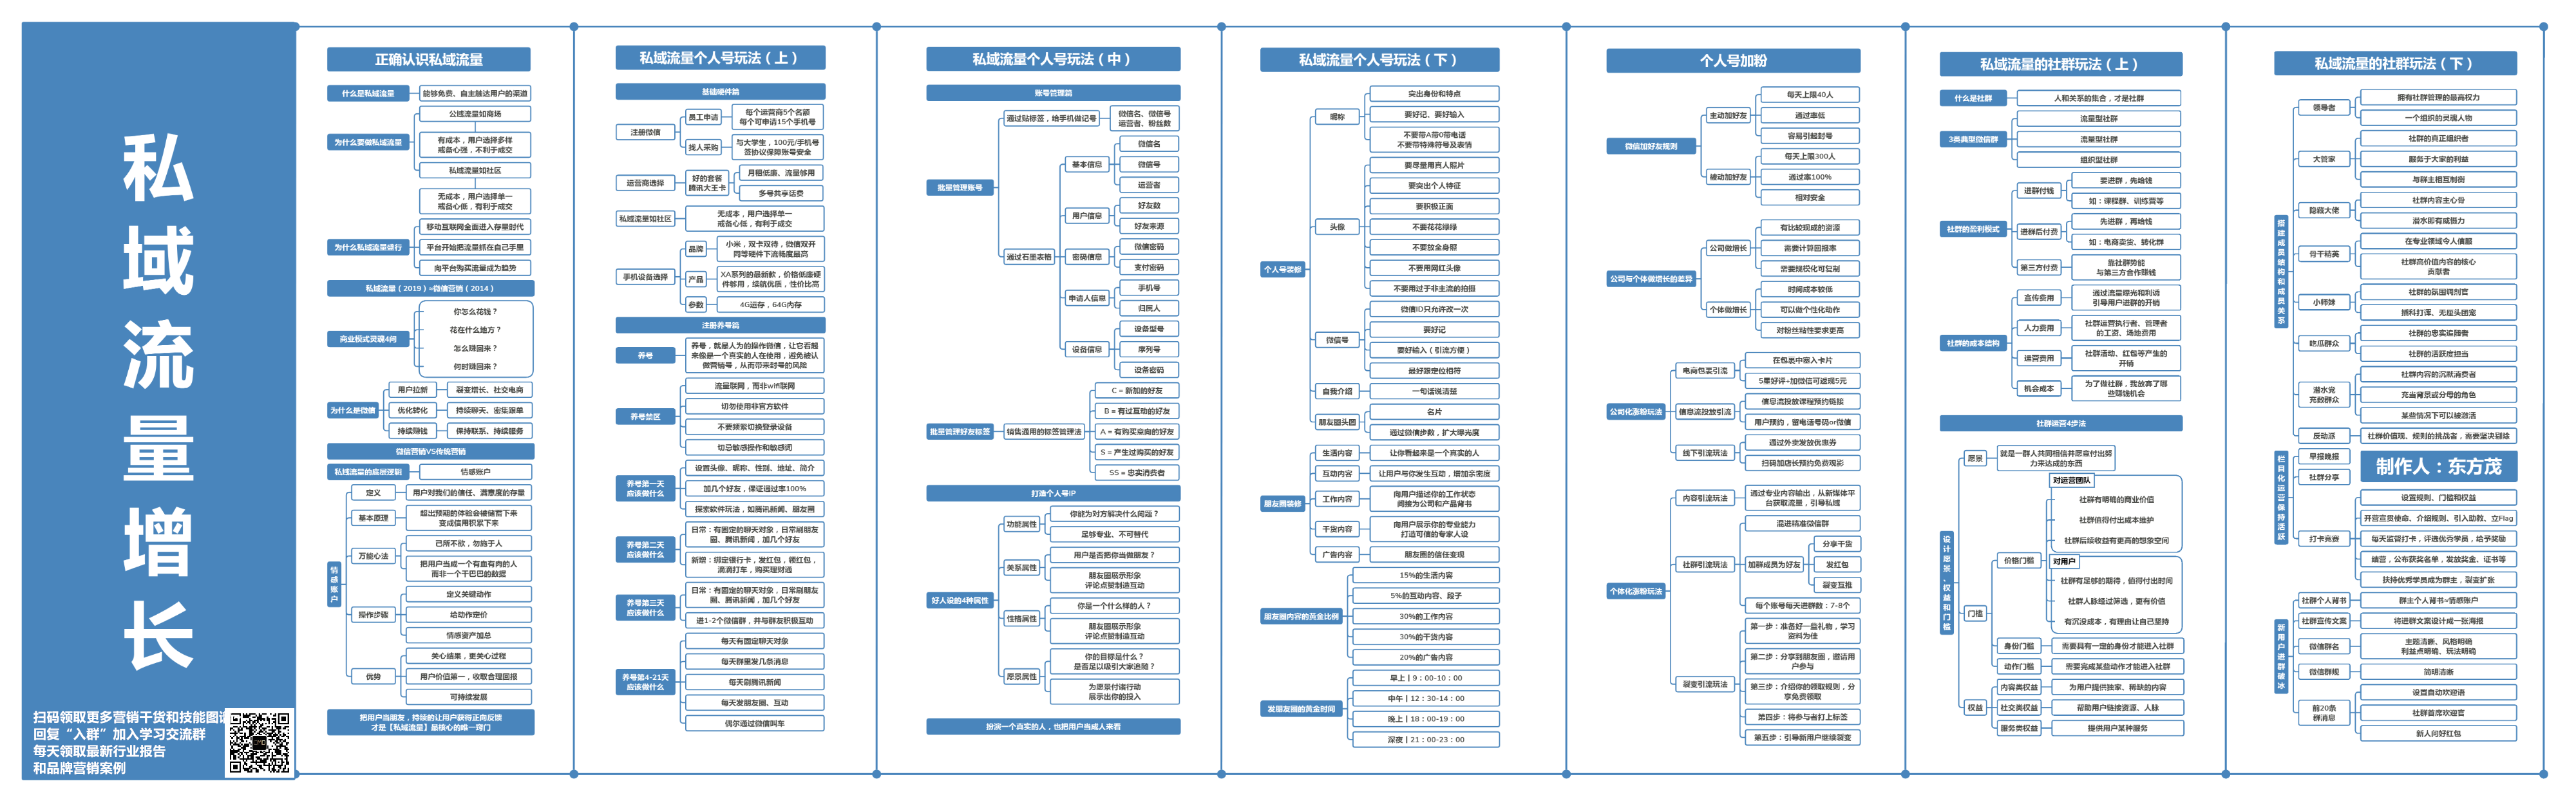 私
域
流
量
增
长
扫码领取更多营销干货和技能图谱
回复“入群”加入学习交流群
每天领取最新行业报告
和品牌营销案例
正确认识私域流量
什么是私域流量
能够免费、自主触达用户的渠道
为什么要做私域流量
公域流量如商场
有成本，用户选择多样
戒备心强，不利于成交
私域流量如社区
无成本，用户选择单一
戒备心低，有利于成交
为什么私域流量盛行
移动互联网全面进入存量时代
平台开始把流量抓在自己手里
向平台购买流量成为趋势
私域流量（2019）≈微信营销（2014）
商业模式灵魂4问
你怎么花钱？
花在什么地方？
怎么赚回来？
何时赚回来？
为什么是微信
用户拉新
裂变增长、社交电商
优化转化
持续聊天、密集跟单
持续赚钱
保持联系、持续服务
微信营销VS传统营销
私域流量的底层逻辑
情感账户
情感账户
定义
用户对我们的信任、满意度的存量
基本原理
超出预期的体验会被储蓄下来
变成信用积累下来
万能心法
己所不欲，勿施于人
把用户当成一个有血有肉的人
而非一个干巴巴的数据
操作步骤
定义关键动作
给动作定价
情感资产加总
优势
关心结果，更关心过程
用户价值第一，收取合理回报
可持续发展
把用户当朋友，持续的让用户获得正向反馈
才是【私域流量】最核心的唯一窍门
私域流量个人号玩法（上）
基础硬件篇
注册微信
员工申请
每个运营商5个名额
每个可申请15个手机号
找人采购
与大学生，100元/手机号
签协议保障账号安全
运营商选择
好的套餐
腾讯大王卡
月租低廉、流量够用
多号共享话费
私域流量如社区
无成本，用户选择单一
戒备心低，有利于成交
手机设备选择
品牌
小米，双卡双待，微信双开
同等硬件下流畅度最高
产品
XA系列的最新款，价格低廉硬
件够用，续航优质，性价比高
参数
4G运存，64G内存
注册养号篇
养号
养号，就是人为的操作微信，让它看起
来像是一个真实的人在使用，避免被认
做营销号，从而带来封号的风险
养号禁区
流量联网，而非wifi联网
切勿使用非官方软件
不要频繁切换登录设备
切忌敏感操作和敏感词
养号第一天
应该做什么
设置头像、昵称、性别、地址、简介
加几个好友，保证通过率100%
探索软件玩法，如腾讯新闻、朋友圈
养号第二天
应该做什么
日常：有固定的聊天对象，日常刷朋友
圈、腾讯新闻，加几个好友
新增：绑定银行卡，发红包，领红包，
滴滴打车，购买理财通
养号第三天
应该做什么
日常：有固定的聊天对象，日常刷朋友
圈、腾讯新闻，加几个好友
进1-2个微信群，并与群友积极互动
养号第4-21天
应该做什么
每天有固定聊天对象
每天群里发几条消息
每天刷腾讯新闻
每天发朋友圈、互动
偶尔通过微信叫车
私域流量个人号玩法（中）
账号管理篇
批量管理账号
通过贴标签，给手机做记号
微信名、微信号
运营者、粉丝数
通过石墨表格
基本信息
微信名
微信号
运营者
用户信息
好友数
好友来源
密码信息
微信密码
支付密码
申请人信息
手机号
归属人
设备信息
设备型号
序列号
设备密码
批量管理好友标签
销售通用的标签管理法
C = 新加的好友
B = 有过互动的好友
A = 有购买意向的好友
S = 产生过购买的好友
SS = 忠实消费者
打造个人号IP
好人设的4种属性
功能属性
你能为对方解决什么问题？
足够专业、不可替代
关系属性
用户是否把你当做朋友？
朋友圈展示形象
评论点赞制造互动
性格属性
你是一个什么样的人？
朋友圈展示形象
评论点赞制造互动
愿景属性
你的目标是什么？
是否足以吸引大家追随？
为愿景付诸行动
展示出你的投入
扮演一个真实的人，也把用户当成人来看
私域流量个人号玩法（下）
个人号装修
昵称
突出身份和特点
要好记、要好输入
不要带A带0带电话
不要带特殊符号及表情
头像
要尽量用真人照片
要突出个人特征
要积极正面
不要花花绿绿
不要放全身照
不要用网红头像
不要用过于非主流的拍摄
微信号
微信ID只允许改一次
要好记
要好输入（引流方便）
最好跟定位相符
自我介绍
一句话说清楚
朋友圈头图
名片
通过微信步数，扩大曝光度
朋友圈装修
生活内容
让你看起来是一个真实的人
互动内容
让用户与你发生互动，增加亲密度
工作内容
向用户描述你的工作状态
间接为公司和产品背书
干货内容
向用户展示你的专业能力
打造可信的专家人设
广告内容
朋友圈的信任变现
朋友圈内容的黄金比例
15%的生活内容
5%的互动内容、段子
30%的工作内容
30%的干货内容
20%的广告内容
发朋友圈的黄金时间
早上丨9：00-10：00
中午丨12：30-14：00
晚上丨18：00-19：00
深夜丨21：00-23：00
个人号加粉
微信加好友规则
主动加好友
每天上限40人
通过率低
容易引起封号
被动加好友
每天上限300人
通过率100%
相对安全
公司与个体做增长的差异
公司做增长
有比较现成的资源
需要计算回报率
需要规模化可复制
个体做增长
时间成本较低
可以做个性化动作
对粉丝粘性要求更高
公司化涨粉玩法
电商包裹引流
在包裹中塞入卡片
5星好评+加微信可返现5元
信息流投放引流
信息流投放课程预约链接
用户预约，留电话号码or微信
线下引流玩法
通过外卖发放优惠券
扫码加店长预约免费观影
个体化涨粉玩法
内容引流玩法
通过专业内容输出，从新媒体平
台获取流量，引导私域
社群引流玩法
混进精准微信群
加群成员为好友
分享干货
发红包
裂变互推
每个账号每天进群数：7-8个
裂变引流玩法
第一步：准备好一些礼物，学习
资料为佳
第二步：分享到朋友圈，邀请用
户参与
第三步：介绍你的领取规则，分
享免费领取
第四步：将参与者打上标签
第五步：引导新用户继续裂变
私域流量的社群玩法（上）
什么是社群
人和关系的集合，才是社群
3类典型微信群
流量型社群
流量型社群
组织型社群
社群的盈利模式
进群付钱
要进群，先给钱
如：课程群、训练营等
进群后付费
先进群，再给钱
如：电商卖货、转化群
第三方付费
靠社群势能
与第三方合作赚钱
社群的成本结构
宣传费用
通过流量曝光和利诱
引导用户进群的开销
人力费用
社群运营执行者、管理者
的工资、场地费用
运营费用
社群活动、红包等产生的
开销
机会成本
为了做社群，我放弃了哪
些赚钱机会
社群运营4步法
设计愿景、权益和门槛
愿景
就是一群人共同相信并愿意付出努
力来达成的东西
门槛
价格门槛
对运营团队
社群有明确的商业价值
社群值得付出成本维护
社群后续收益有更高的想象空间
对用户
社群有足够的期待，值得付出时间
社群人脉经过筛选，更有价值
有沉没成本，有理由让自己坚持
身份门槛
需要具有一定的身份才能进入社群
动作门槛
需要完成某些动作才能进入社群
权益
内容类权益
为用户提供独家、稀缺的内容
社交类权益
帮助用户链接资源、人脉
服务类权益
提供用户某种服务
私域流量的社群玩法（下）
搭建成员结构和成员关系
领导者
拥有社群管理的最高权力
一个组织的灵魂人物
大管家
社群的真正组织者
服务于大家的利益
与群主相互制衡
隐藏大佬
社群内容主心骨
潜水即有威慑力
骨干精英
在专业领域令人信服
社群高价值内容的核心
贡献者
小师妹
社群的氛围调剂官
插科打诨、无厘头团宠
吃瓜群众
社群的忠实追随者
社群的活跃度担当
潜水党
充数群众
社群内容的沉默消费者
充当背景或分母的角色
某些情况下可以被激活
反动派
社群价值观、规则的挑战者，需要坚决剔除
栏目化运营保持活跃
早报晚报
社群分享
制作人：东方茂
打卡竞赛
设置规则、门槛和权益
开营宣贯使命、介绍规则、引入助教、立Flag
每天监督打卡，评选优秀学员，给予奖励
结营，公布获奖名单，发放奖金、证书等
扶持优秀学员成为群主，裂变扩张
新用户进群破冰
社群个人背书
群主个人背书≈情感账户
社群宣传文案
将进群文案设计成一张海报
微信群名
主题清晰、风格明确
利益点明确、玩法明确
微信群规
简明清晰
前20条
群消息
设置自动欢迎语
社群首席欢迎官
新人问好红包